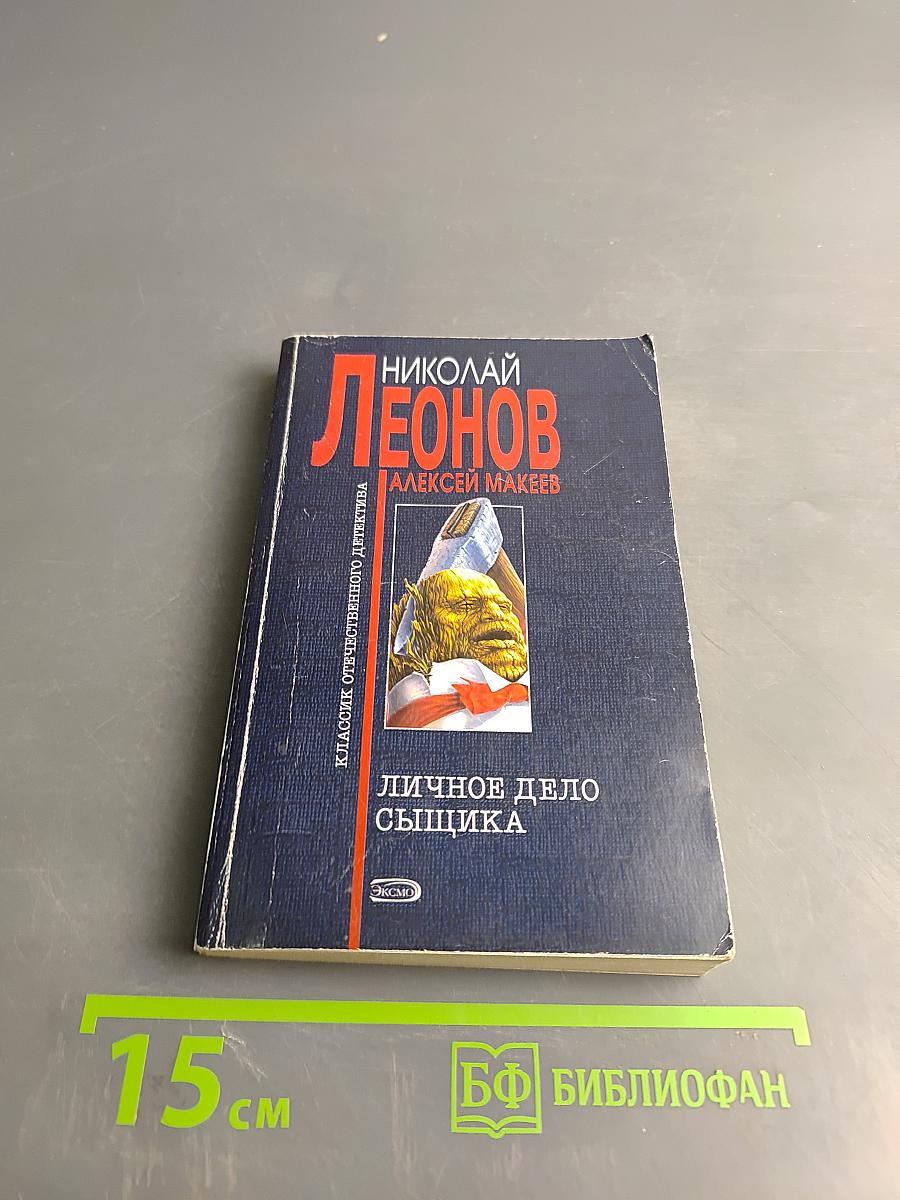 НИКОЛАЙ
ЛЕОНОВ
АЛЕКСЕЙ МАКЕЕВ
КЛАССИК ОТЕЧЕСТВЕННОГО ДЕТЕКТИВА
ЛИЧНОЕ ДЕЛО
СЫЩИКА
ЭКСМО
15 см
БФ БИБЛИОФАН